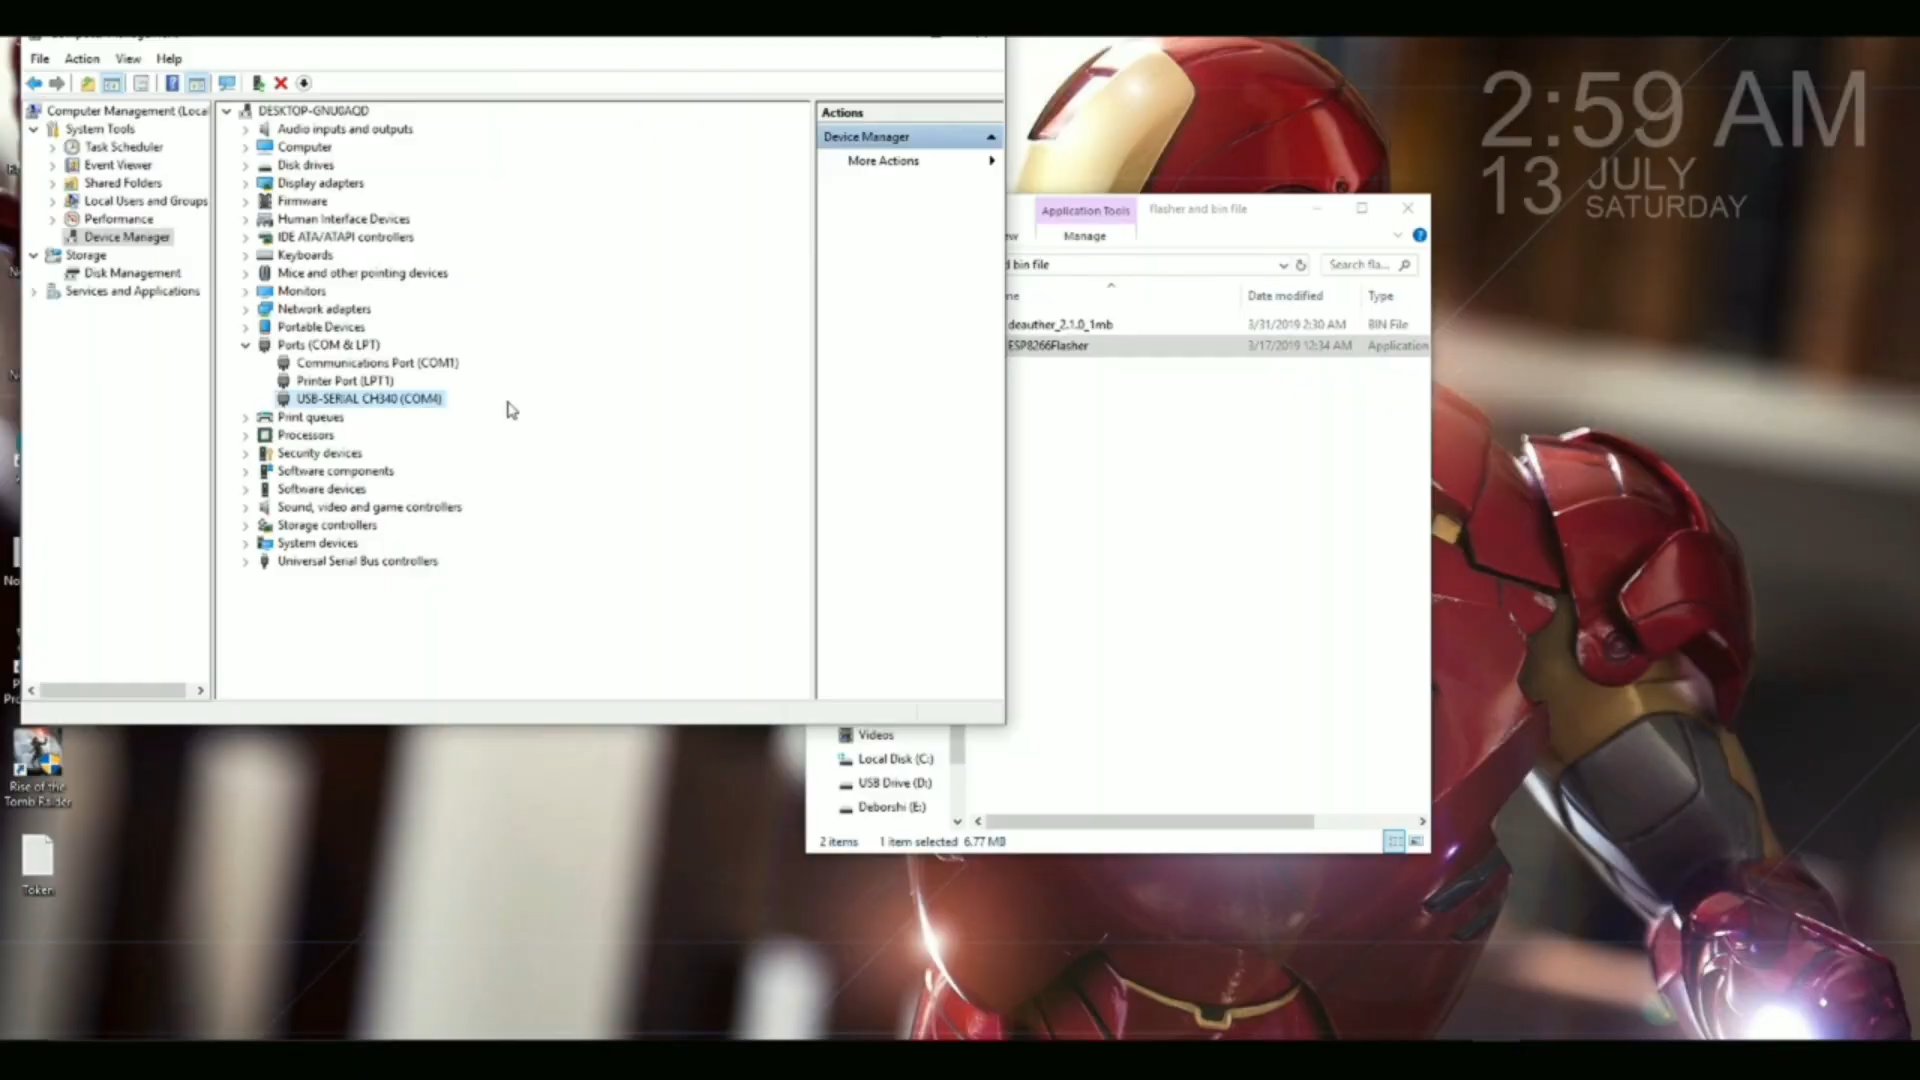 File Action View Help
Computer Management (Local
System Tools
Task Scheduler
Event Viewer
Shared Folders
Local Users and Groups
Performance
Device Manager
Storage
Disk Management
Services and Applications
DESKTOP-GNU0AQD
Audio inputs and outputs
Computer
Disk drives
Display adapters
Firmware
Human Interface Devices
IDE ATA/ATAPI controllers
Keyboards
Mice and other pointing devices
Monitors
Network adapters
Portable Devices
Ports (COM & LPT)
Communications Port (COM1)
Printer Port (LPT1)
USB-SERIAL CH340 (COM4)
Print queues
Processors
Security devices
Software components
Software devices
Sound, video and game controllers
Storage controllers
System devices
Universal Serial Bus controllers
Actions
Device Manager
More Actions
Application Tools
flasher and bin file
Manage
bin file
Search fla...
Date modified
Type
deauther_2.1.0_1mb
3/31/2019 2:30 AM
BIN File
ESP8266Flasher
3/17/2019 12:34 AM
Application
Videos
Local Disk (C:)
USB Drive (D:)
Deborshi (E:)
2 items
1 item selected 6.77 MB
2:59 AM
13
JULY
SATURDAY
Rise of the
Tomb Raider
Token